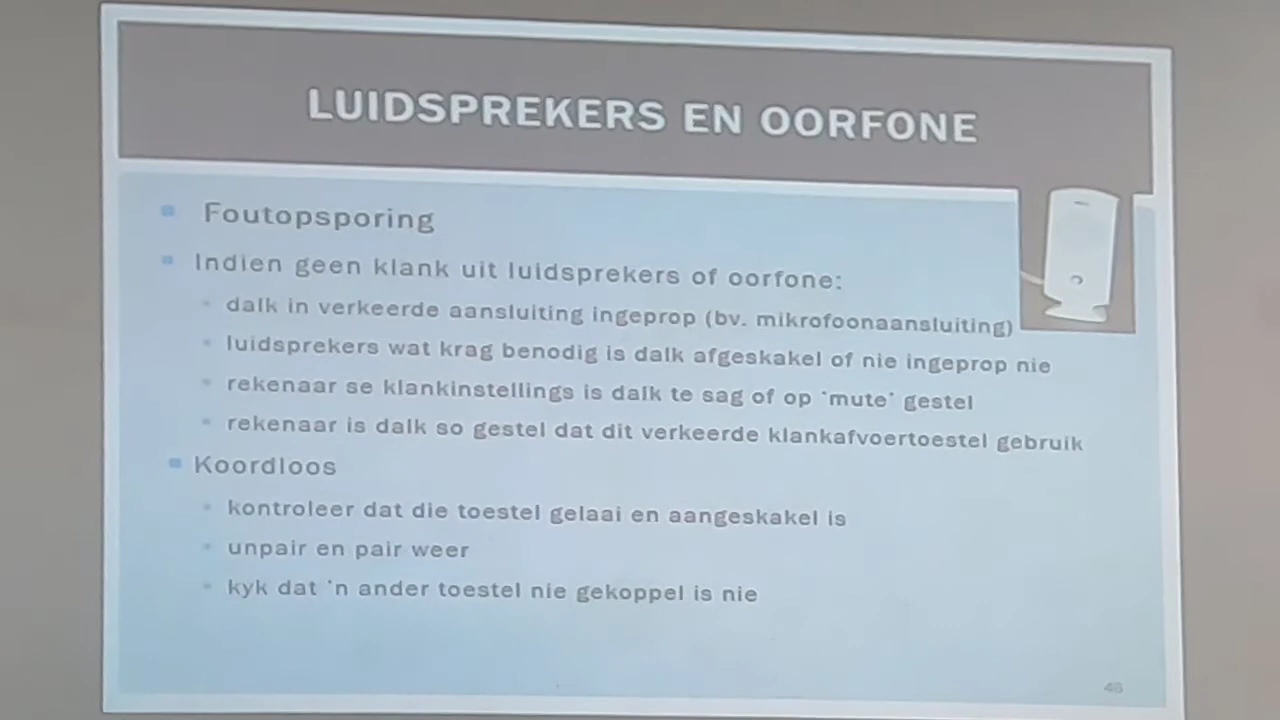 LUIDSPREKERS EN OORFONE
Foutopsporing
Indien geen klank uit luidsprekers of oorfone:
dalk in verkeerde aansluiting ingeprop (bv. mikrofoonaansluiting)
luidsprekers wat krag benodig is dalk afgeskakel of nie ingeprop nie
rekenaar se klankinstellings is dalk te sag of op 'mute' gestel
rekenaar is dalk so gestel dat dit verkeerde klankafvoertoestel gebruik
Koordloos
kontroleer dat die toestel gelaai en aangeskakel is
unpair en pair weer
kyk dat 'n ander toestel nie gekoppel is nie